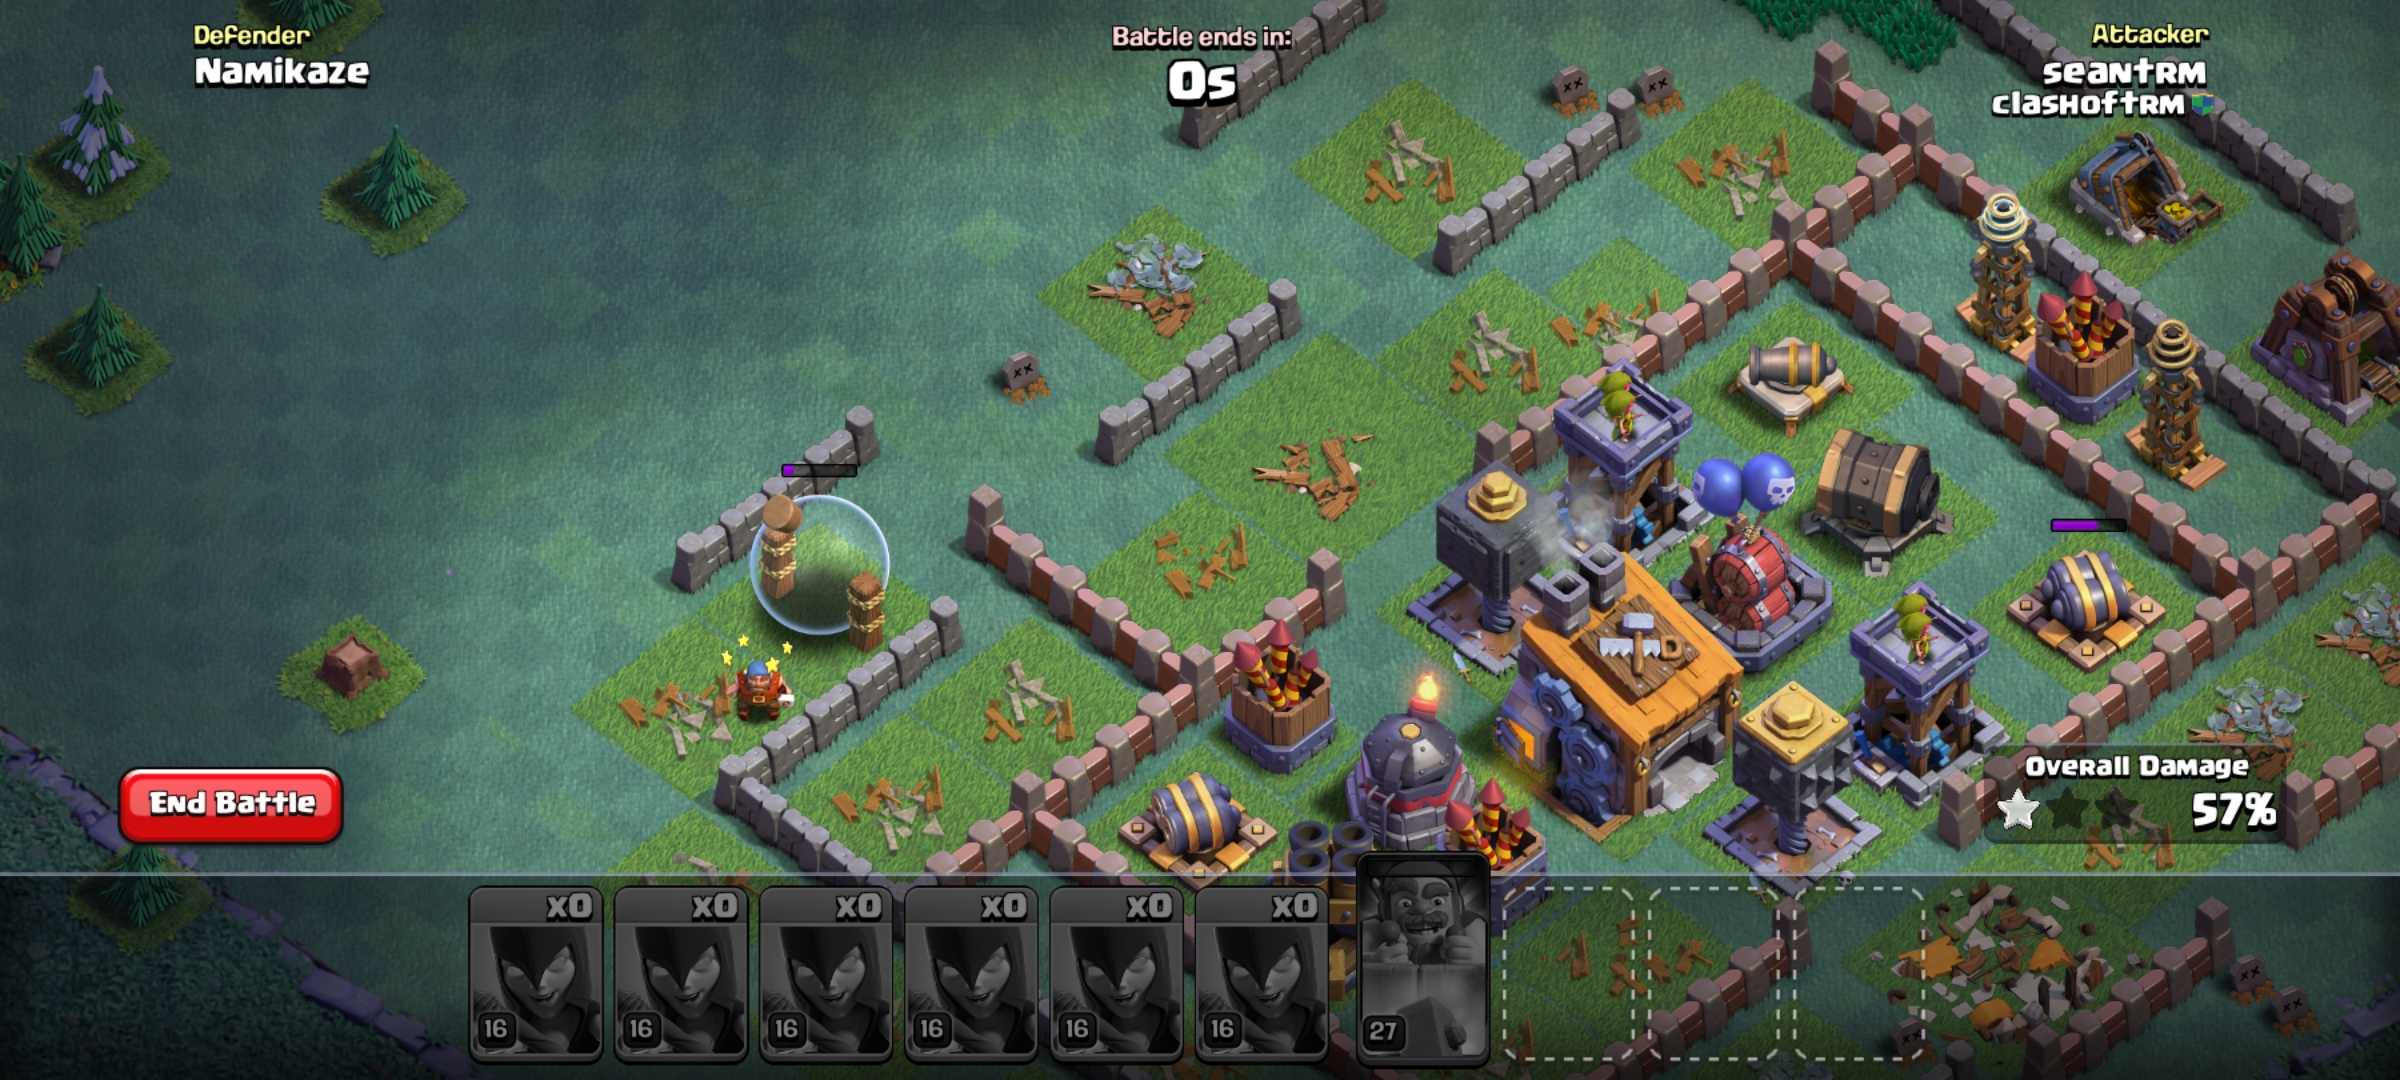 Defender
Namikaze
Battle ends in:
0s
Attacker
seantRM
clashoftRM
End Battle
Overall Damage
57%
x0
x0
x0
x0
x0
x0
16
16
16
16
16
16
27